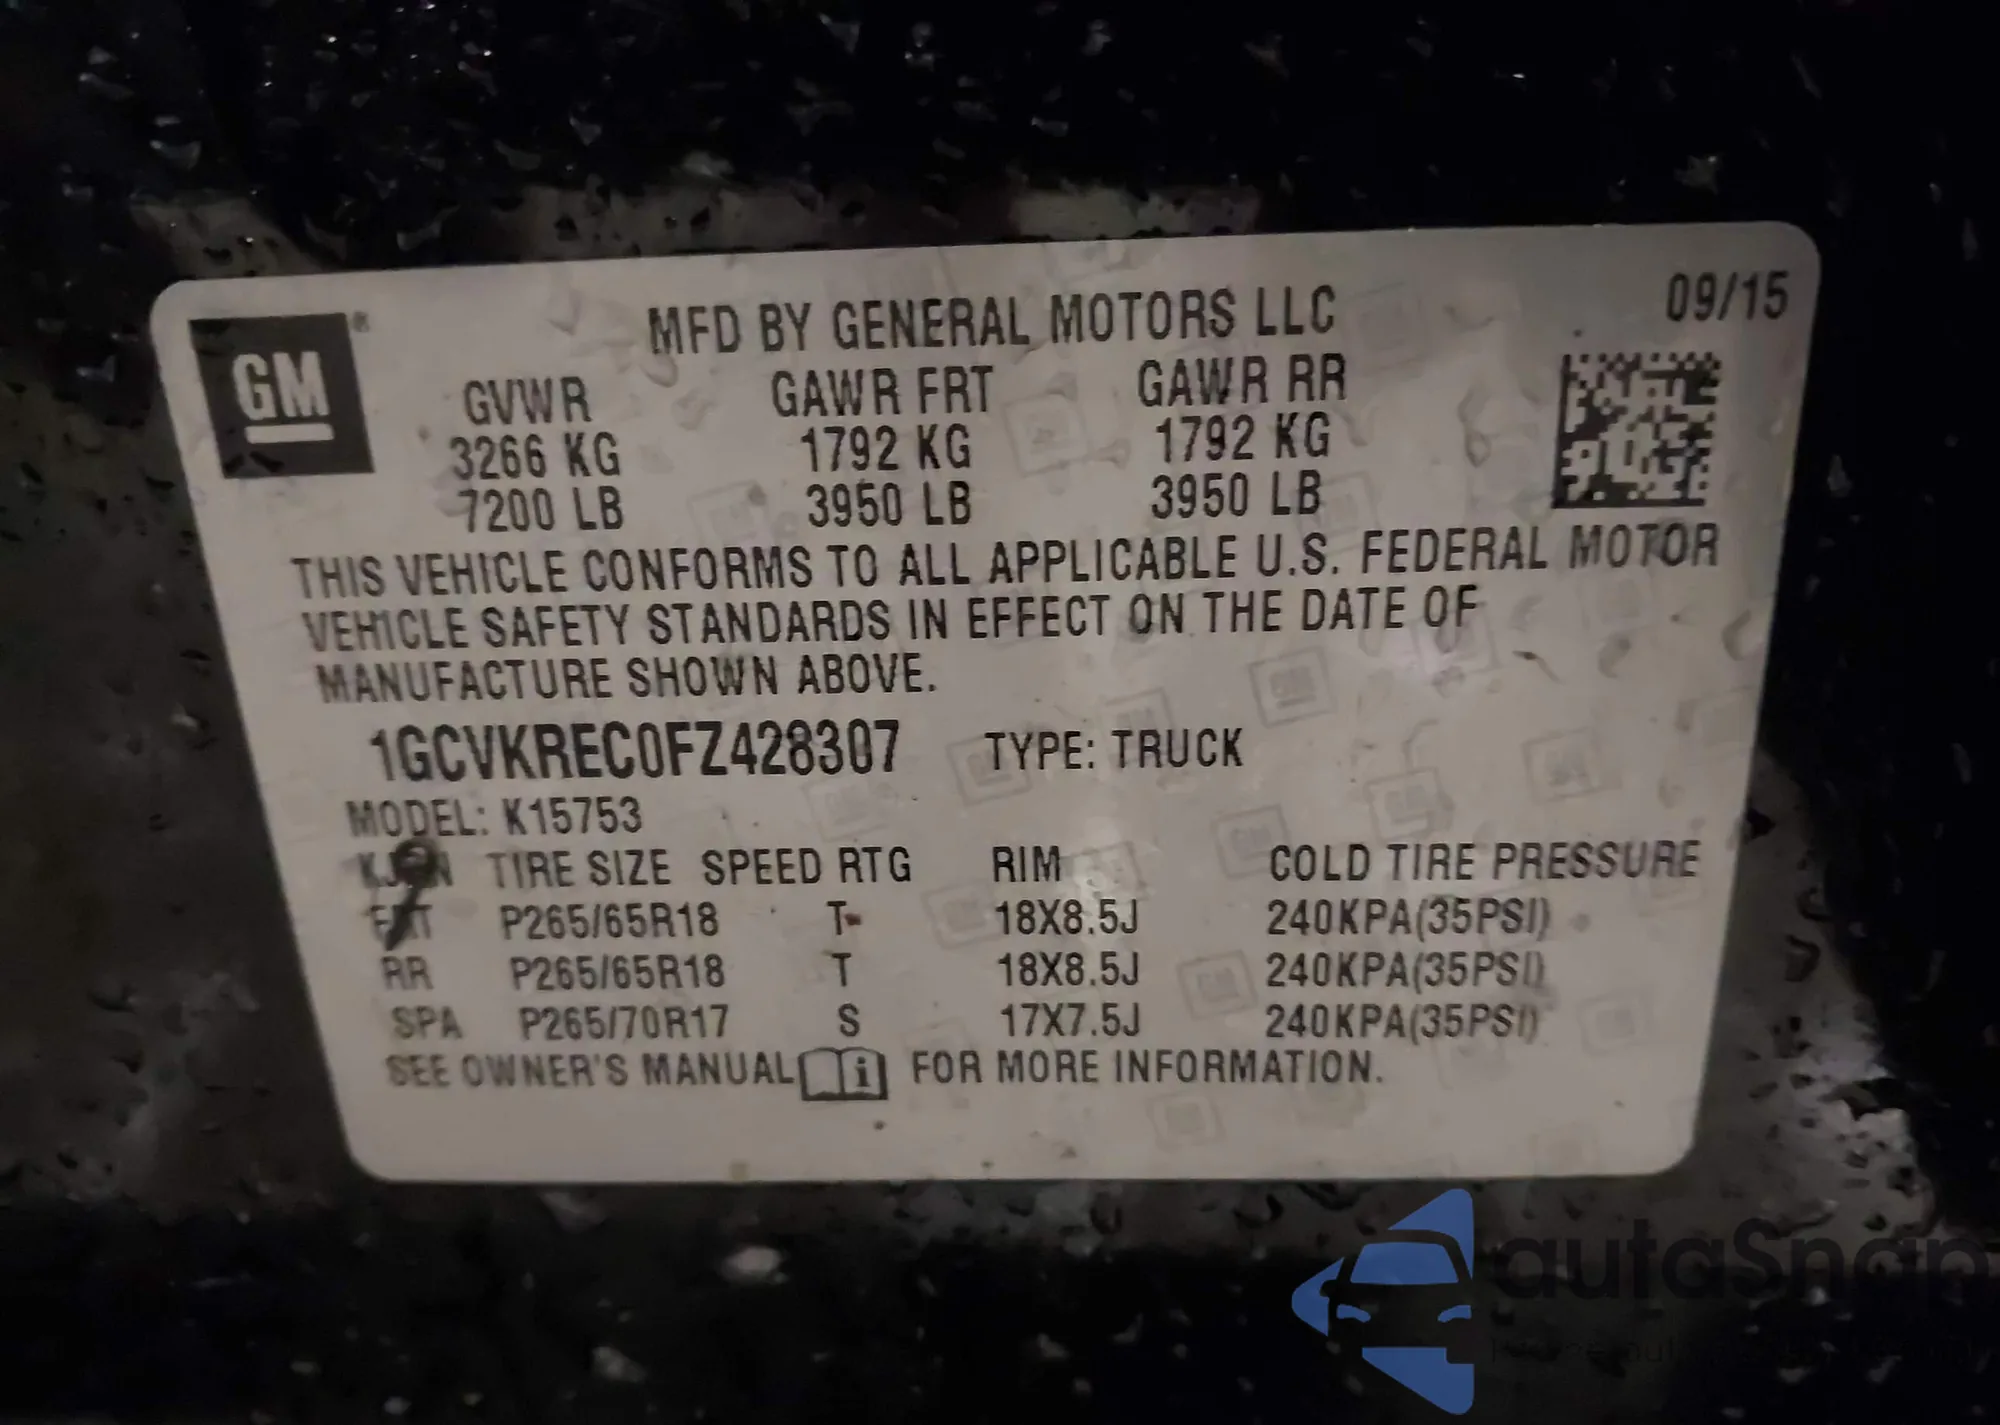 09/15
GM®
MFD BY GENERAL MOTORS LLC
GVWR GAWR FRT GAWR RR
3266 KG 1792 KG 1792 KG
7200 LB 3950 LB 3950 LB
THIS VEHICLE CONFORMS TO ALL APPLICABLE U.S. FEDERAL MOTOR
VEHICLE SAFETY STANDARDS IN EFFECT ON THE DATE OF
MANUFACTURE SHOWN ABOVE.
1GCVKREC0FZ428307 TYPE: TRUCK
MODEL: K15753
TIRE SIZE SPEED RTG RIM COLD TIRE PRESSURE
FRT P265/65R18 T 18X8.5J 240KPA(35PSI)
RR P265/65R18 T 18X8.5J 240KPA(35PSI)
SPA P265/70R17 S 17X7.5J 240KPA(35PSI)
SEE OWNER'S MANUAL i FOR MORE INFORMATION.
autaSnap